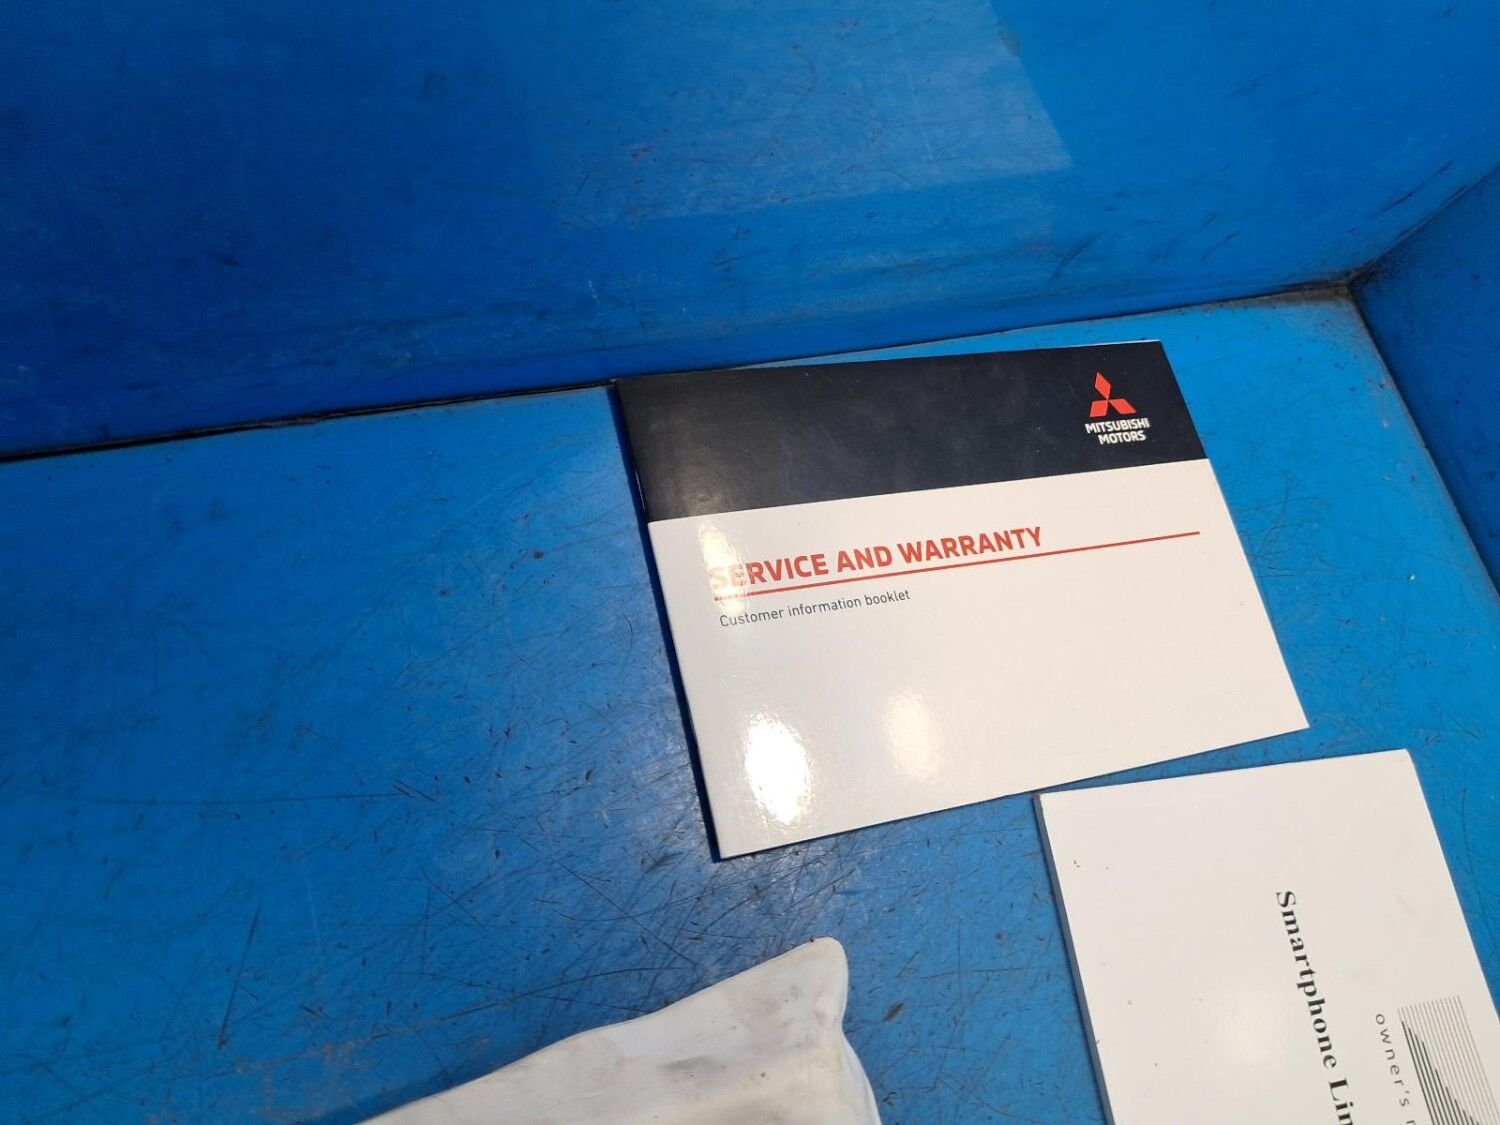 MITSUBISHI
MOTORS
SERVICE AND WARRANTY
Customer information booklet
Smartphone
owner's